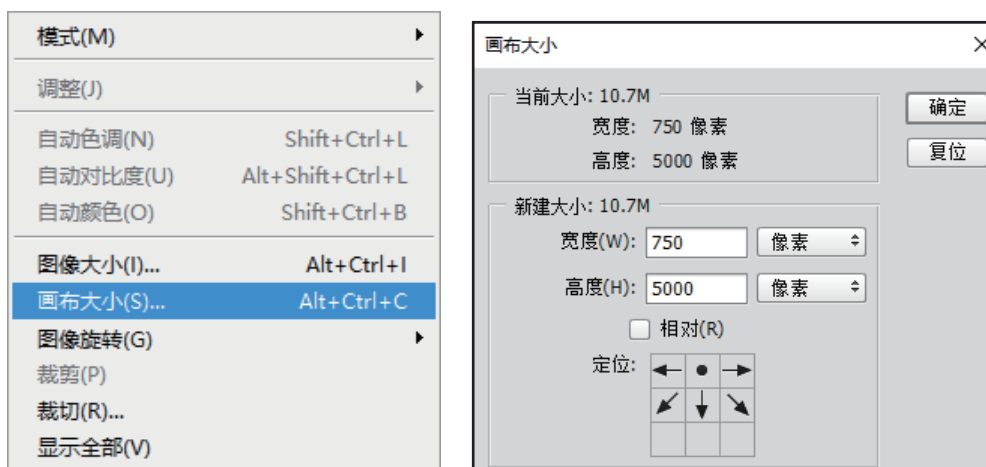 模式(M)
调整(J)
自动色调(N) Shift+Ctrl+L
自动对比度(U) Alt+Shift+Ctrl+L
自动颜色(O) Shift+Ctrl+B
图像大小(I)... Alt+Ctrl+I
画布大小(S)... Alt+Ctrl+C
图像旋转(G)
裁剪(P)
裁切(R)...
显示全部(V)
画布大小
当前大小: 10.7M
宽度: 750 像素
高度: 5000 像素
确定
复位
新建大小: 10.7M
宽度(W): 750 像素
高度(H): 5000 像素
相对(R)
定位: